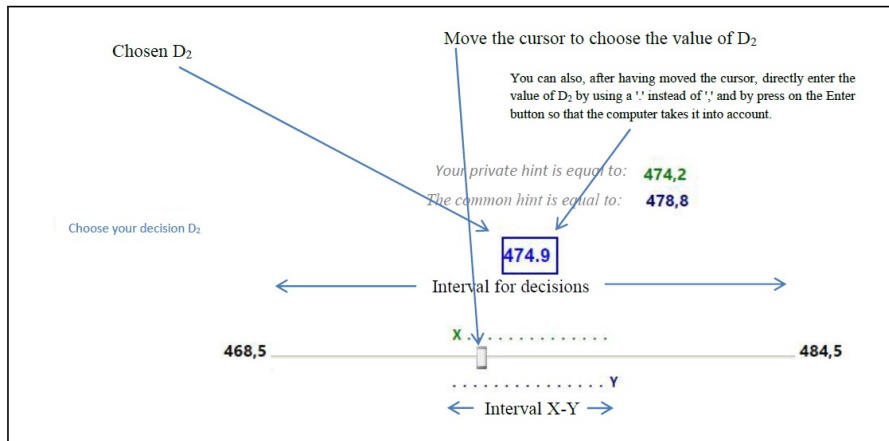 Chosen D2
Move the cursor to choose the value of D2
You can also, after having moved the cursor, directly enter the
value of D2 by using a '.' instead of ',' and by press on the Enter
button so that the computer takes it into account.
Your private hint is equal to: 474,2
The common hint is equal to: 478,8
Choose your decision D2
474.9
Interval for decisions
X . . . . . . . . . . . . .
468,5 484,5
. . . . . . . . . . . . . . . Y
Interval X-Y